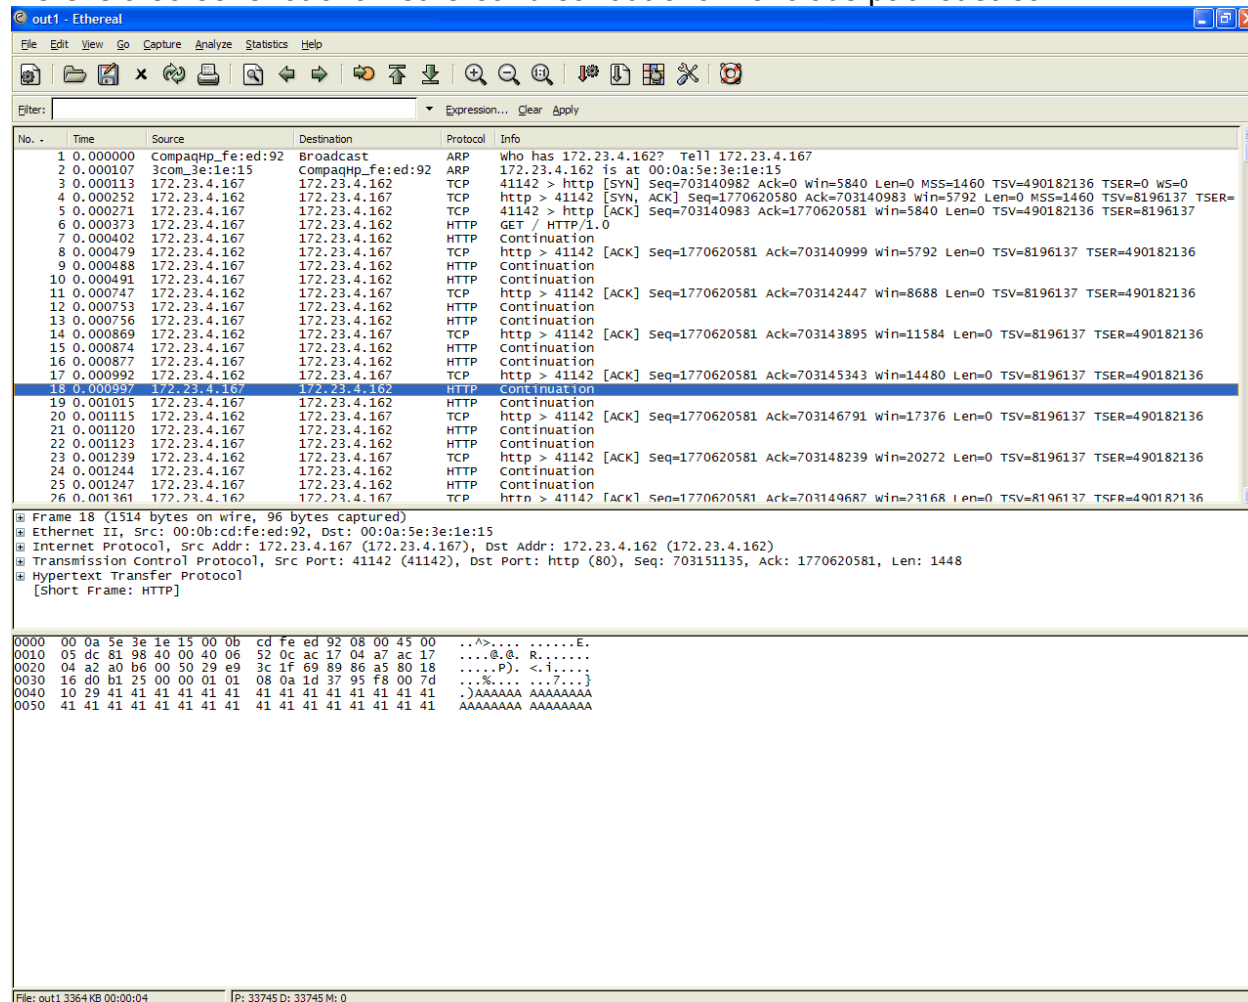 out1 - Ethereal
File Edit View Go Capture Analyze Statistics Help
Filter: Expression... Clear Apply
No. Time Source Destination Protocol Info
1 0.000000 CompaqHp_fe:ed:92 Broadcast ARP Who has 172.23.4.162? Tell 172.23.4.167
2 0.000107 3com_3e:1e:15 CompaqHp_fe:ed:92 ARP 172.23.4.162 is at 00:0a:5e:3e:1e:15
3 0.000113 172.23.4.167 172.23.4.162 TCP 41142 > http [SYN] Seq=703140982 Ack=0 Win=5840 Len=0 MSS=1460 TSV=490182136 TSER=0 WS=0
4 0.000252 172.23.4.162 172.23.4.167 TCP http > 41142 [SYN, ACK] Seq=1770620580 Ack=703140983 Win=5792 Len=0 MSS=1460 TSV=8196137 TSER=
5 0.000271 172.23.4.167 172.23.4.162 TCP 41142 > http [ACK] Seq=703140983 Ack=1770620581 Win=5840 Len=0 TSV=490182136 TSER=8196137
6 0.000373 172.23.4.167 172.23.4.162 HTTP GET / HTTP/1.0
7 0.000402 172.23.4.167 172.23.4.162 HTTP Continuation
8 0.000479 172.23.4.162 172.23.4.167 TCP http > 41142 [ACK] Seq=1770620581 Ack=703140999 Win=5792 Len=0 TSV=8196137 TSER=490182136
9 0.000488 172.23.4.167 172.23.4.162 HTTP Continuation
10 0.000491 172.23.4.167 172.23.4.162 HTTP Continuation
11 0.000747 172.23.4.162 172.23.4.167 TCP http > 41142 [ACK] Seq=1770620581 Ack=703142447 Win=8688 Len=0 TSV=8196137 TSER=490182136
12 0.000753 172.23.4.167 172.23.4.162 HTTP Continuation
13 0.000756 172.23.4.167 172.23.4.162 HTTP Continuation
14 0.000869 172.23.4.162 172.23.4.167 TCP http > 41142 [ACK] Seq=1770620581 Ack=703143895 Win=11584 Len=0 TSV=8196137 TSER=490182136
15 0.000874 172.23.4.167 172.23.4.162 HTTP Continuation
16 0.000877 172.23.4.167 172.23.4.162 HTTP Continuation
17 0.000992 172.23.4.162 172.23.4.167 TCP http > 41142 [ACK] Seq=1770620581 Ack=703145343 Win=14480 Len=0 TSV=8196137 TSER=490182136
18 0.000997 172.23.4.167 172.23.4.162 HTTP Continuation
19 0.001015 172.23.4.167 172.23.4.162 HTTP Continuation
20 0.001115 172.23.4.162 172.23.4.167 TCP http > 41142 [ACK] Seq=1770620581 Ack=703146791 Win=17376 Len=0 TSV=8196137 TSER=490182136
21 0.001120 172.23.4.167 172.23.4.162 HTTP Continuation
22 0.001123 172.23.4.167 172.23.4.162 HTTP Continuation
23 0.001239 172.23.4.162 172.23.4.167 TCP http > 41142 [ACK] Seq=1770620581 Ack=703148239 Win=20272 Len=0 TSV=8196137 TSER=490182136
24 0.001244 172.23.4.167 172.23.4.162 HTTP Continuation
25 0.001247 172.23.4.167 172.23.4.162 HTTP Continuation
26 0.001361 172.23.4.162 172.23.4.167 TCP http > 41142 [ACK] Seq=1770620581 Ack=703149687 Win=23168 Len=0 TSV=8196137 TSER=490182136
Frame 18 (1514 bytes on wire, 96 bytes captured)
Ethernet II, Src: 00:0b:cd:fe:ed:92, Dst: 00:0a:5e:3e:1e:15
Internet Protocol, Src Addr: 172.23.4.167 (172.23.4.167), Dst Addr: 172.23.4.162 (172.23.4.162)
Transmission Control Protocol, Src Port: 41142 (41142), Dst Port: http (80), Seq: 703151135, Ack: 1770620581, Len: 1448
Hypertext Transfer Protocol
[Short Frame: HTTP]
0000 00 0a 5e 3e 1e 15 00 0b cd fe ed 92 08 00 45 00 ..^>.... ......E.
0010 05 dc 81 98 40 00 40 06 52 0c ac 17 04 a7 ac 17 ....@.@. R.......
0020 04 a2 a0 b6 00 50 29 e9 3c 1f 69 89 86 a5 80 18 .....P). <.i.....
0030 16 d0 b1 25 00 00 01 01 08 0a 1d 37 95 f8 00 7d ...%.... ...7...}
0040 10 29 41 41 41 41 41 41 41 41 41 41 41 41 41 41 .)AAAAAA AAAAAAAA
0050 41 41 41 41 41 41 41 41 41 41 41 41 41 41 41 41 AAAAAAAA AAAAAAAA
File: out1 3364 KB 00:00:04 P: 33745 D: 33745 M: 0